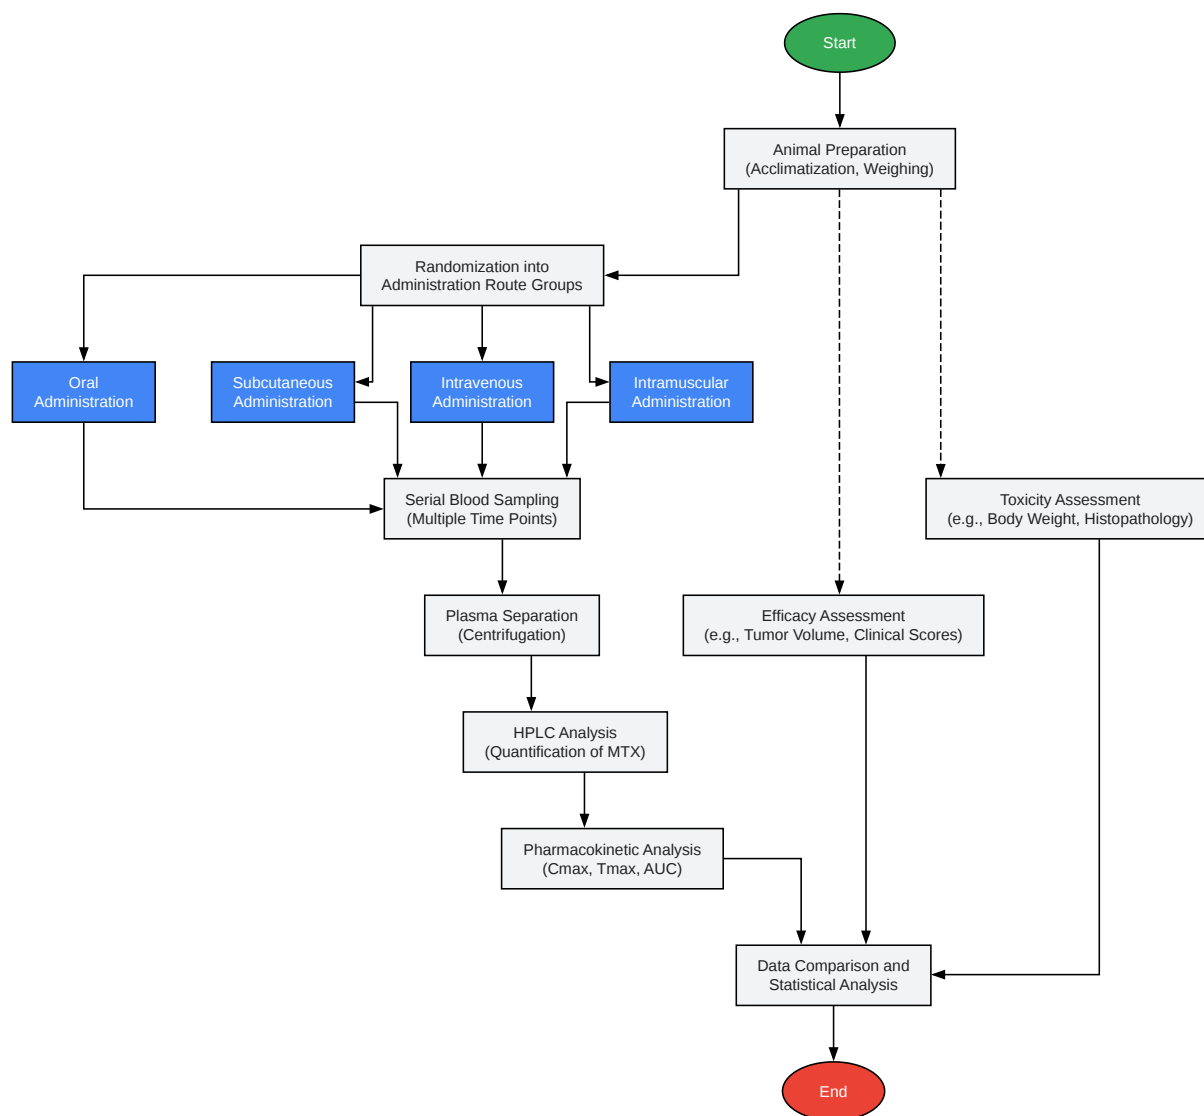 Start
Animal Preparation
(Acclimatization, Weighing)
Randomization into
Administration Route Groups
Oral
Administration
Subcutaneous
Administration
Intravenous
Administration
Intramuscular
Administration
Serial Blood Sampling
(Multiple Time Points)
Toxicity Assessment
(e.g., Body Weight, Histopathology)
Plasma Separation
(Centrifugation)
Efficacy Assessment
(e.g., Tumor Volume, Clinical Scores)
HPLC Analysis
(Quantification of MTX)
Pharmacokinetic Analysis
(Cmax, Tmax, AUC)
Data Comparison and
Statistical Analysis
End